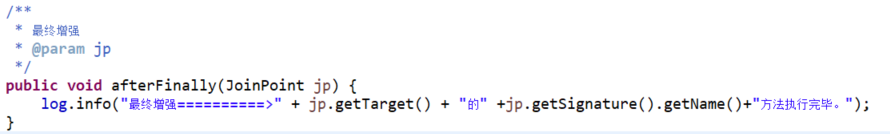 /**
 * 最终增强
 * @param jp
 */
public void afterFinally(JoinPoint jp) {
    log.info("最终增强==========>" + jp.getTarget() + "的" +jp.getSignature().getName()+"方法执行完毕。");
}